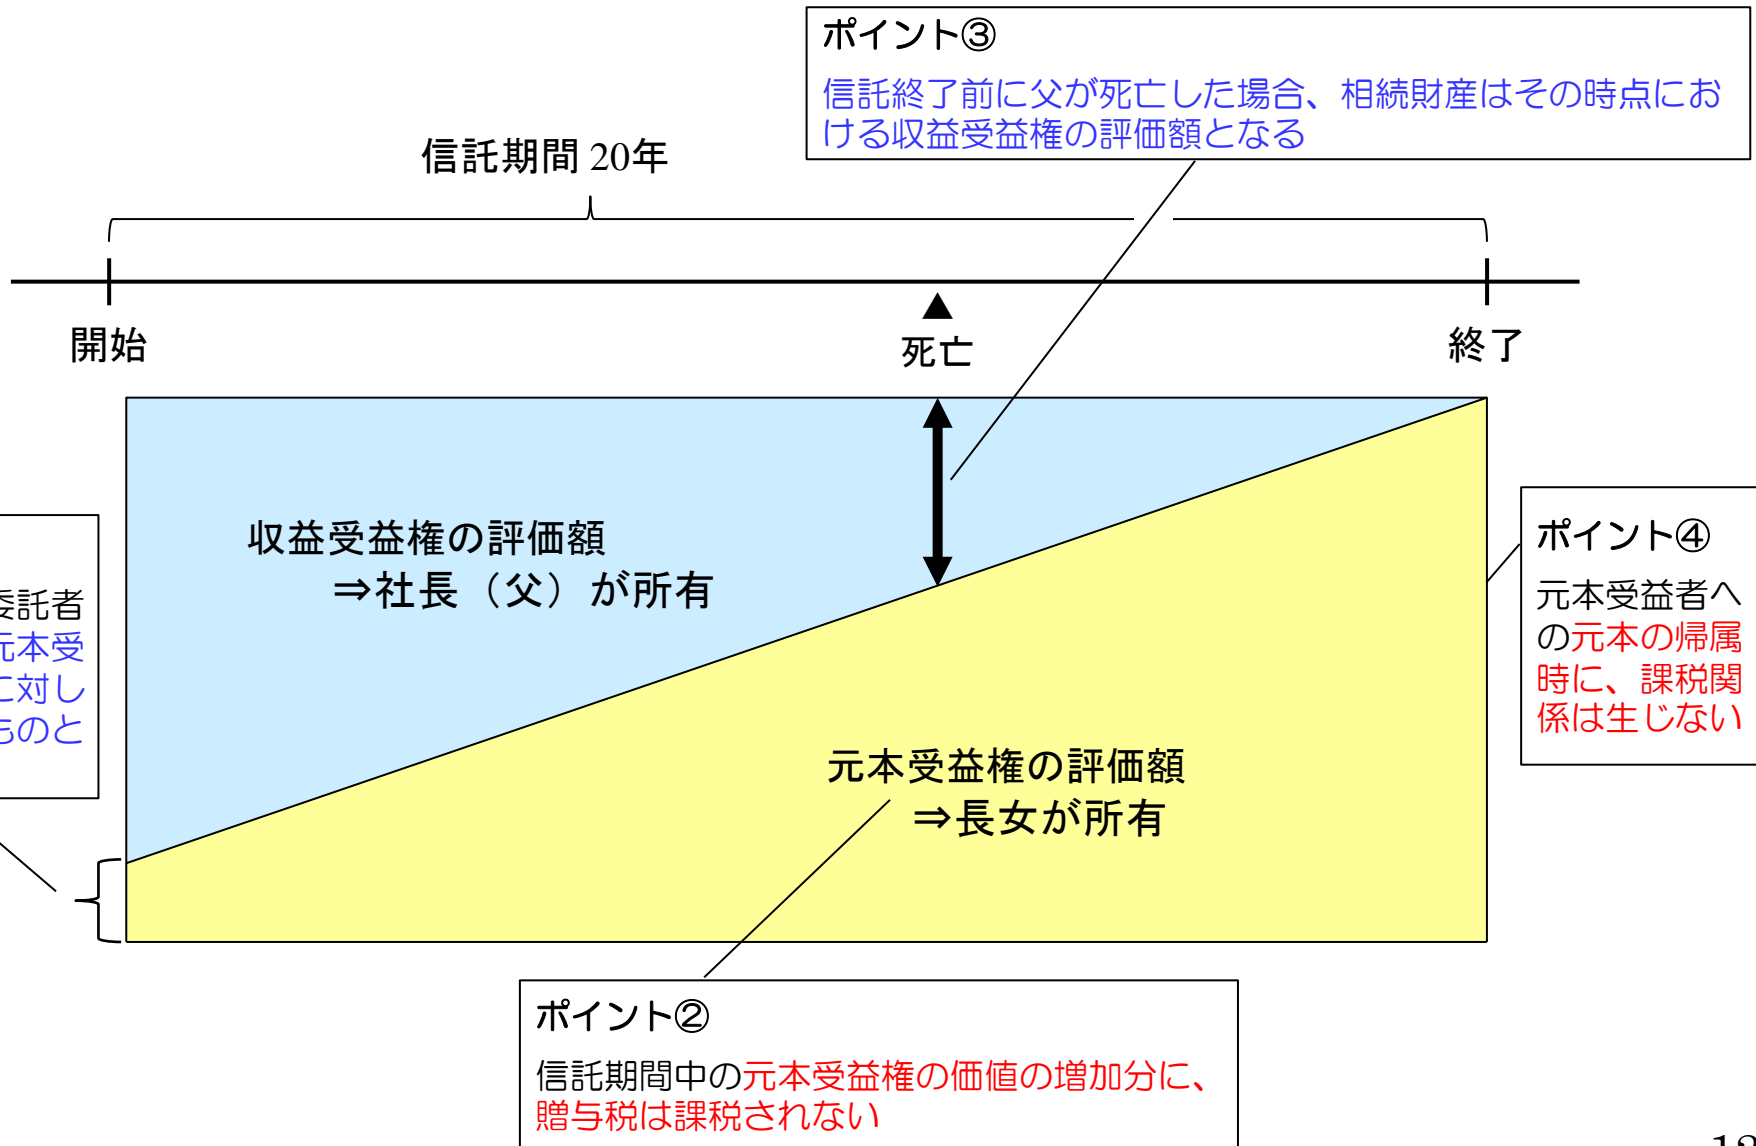 ポイント③
信託終了前に父が死亡した場合、相続財産はその時点にお
ける収益受益権の評価額となる
信託期間 20年
開始
▲
死亡
終了
収益受益権の評価額
⇒社長（父）が所有
委託者
元本受
に対し
ものと
ポイント④
元本受益者へ
の元本の帰属
時に、課税関
係は生じない
元本受益権の評価額
⇒長女が所有
ポイント②
信託期間中の元本受益権の価値の増加分に、
贈与税は課税されない